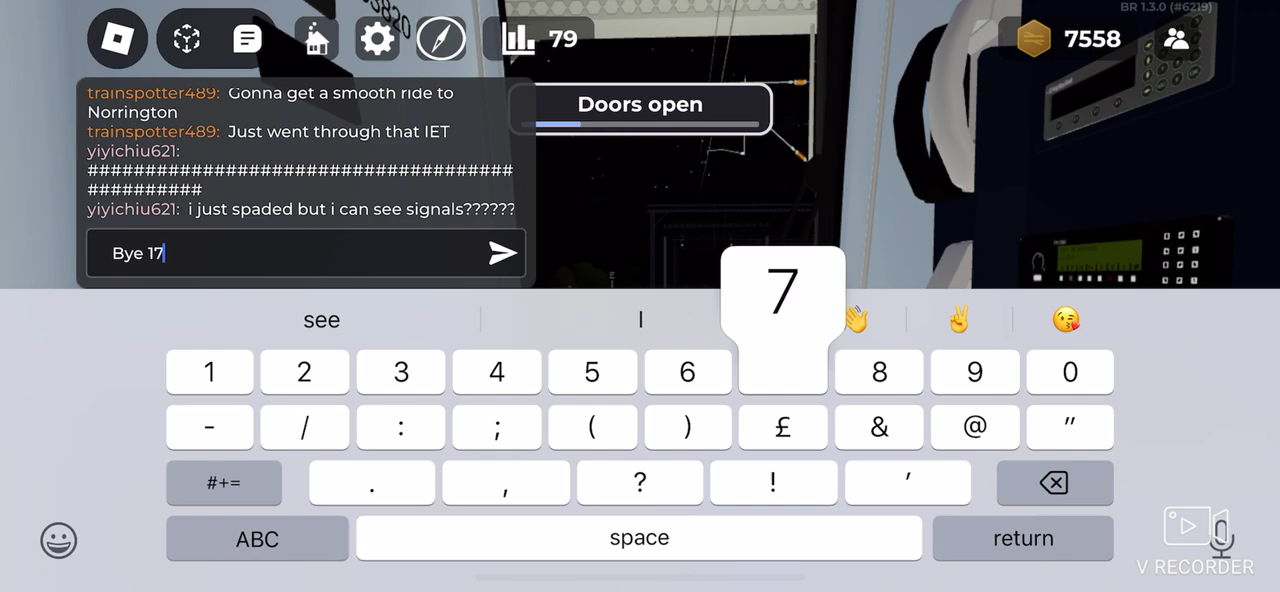 BR 1.3.0 (#6219)
79
7558
trainspotter489: Gonna get a smooth ride to
Norrington
trainspotter489: Just went through that IET
yiyichiu621:
########################################
###########
yiyichiu621: i just spaded but i can see signals??????
Doors open
Bye 17
7
see I 👋 ✌️ 😘
1 2 3 4 5 6 8 9 0
- / : ; ( ) £ & @ "
#+= . , ? ! '
ABC space return
V RECORDER